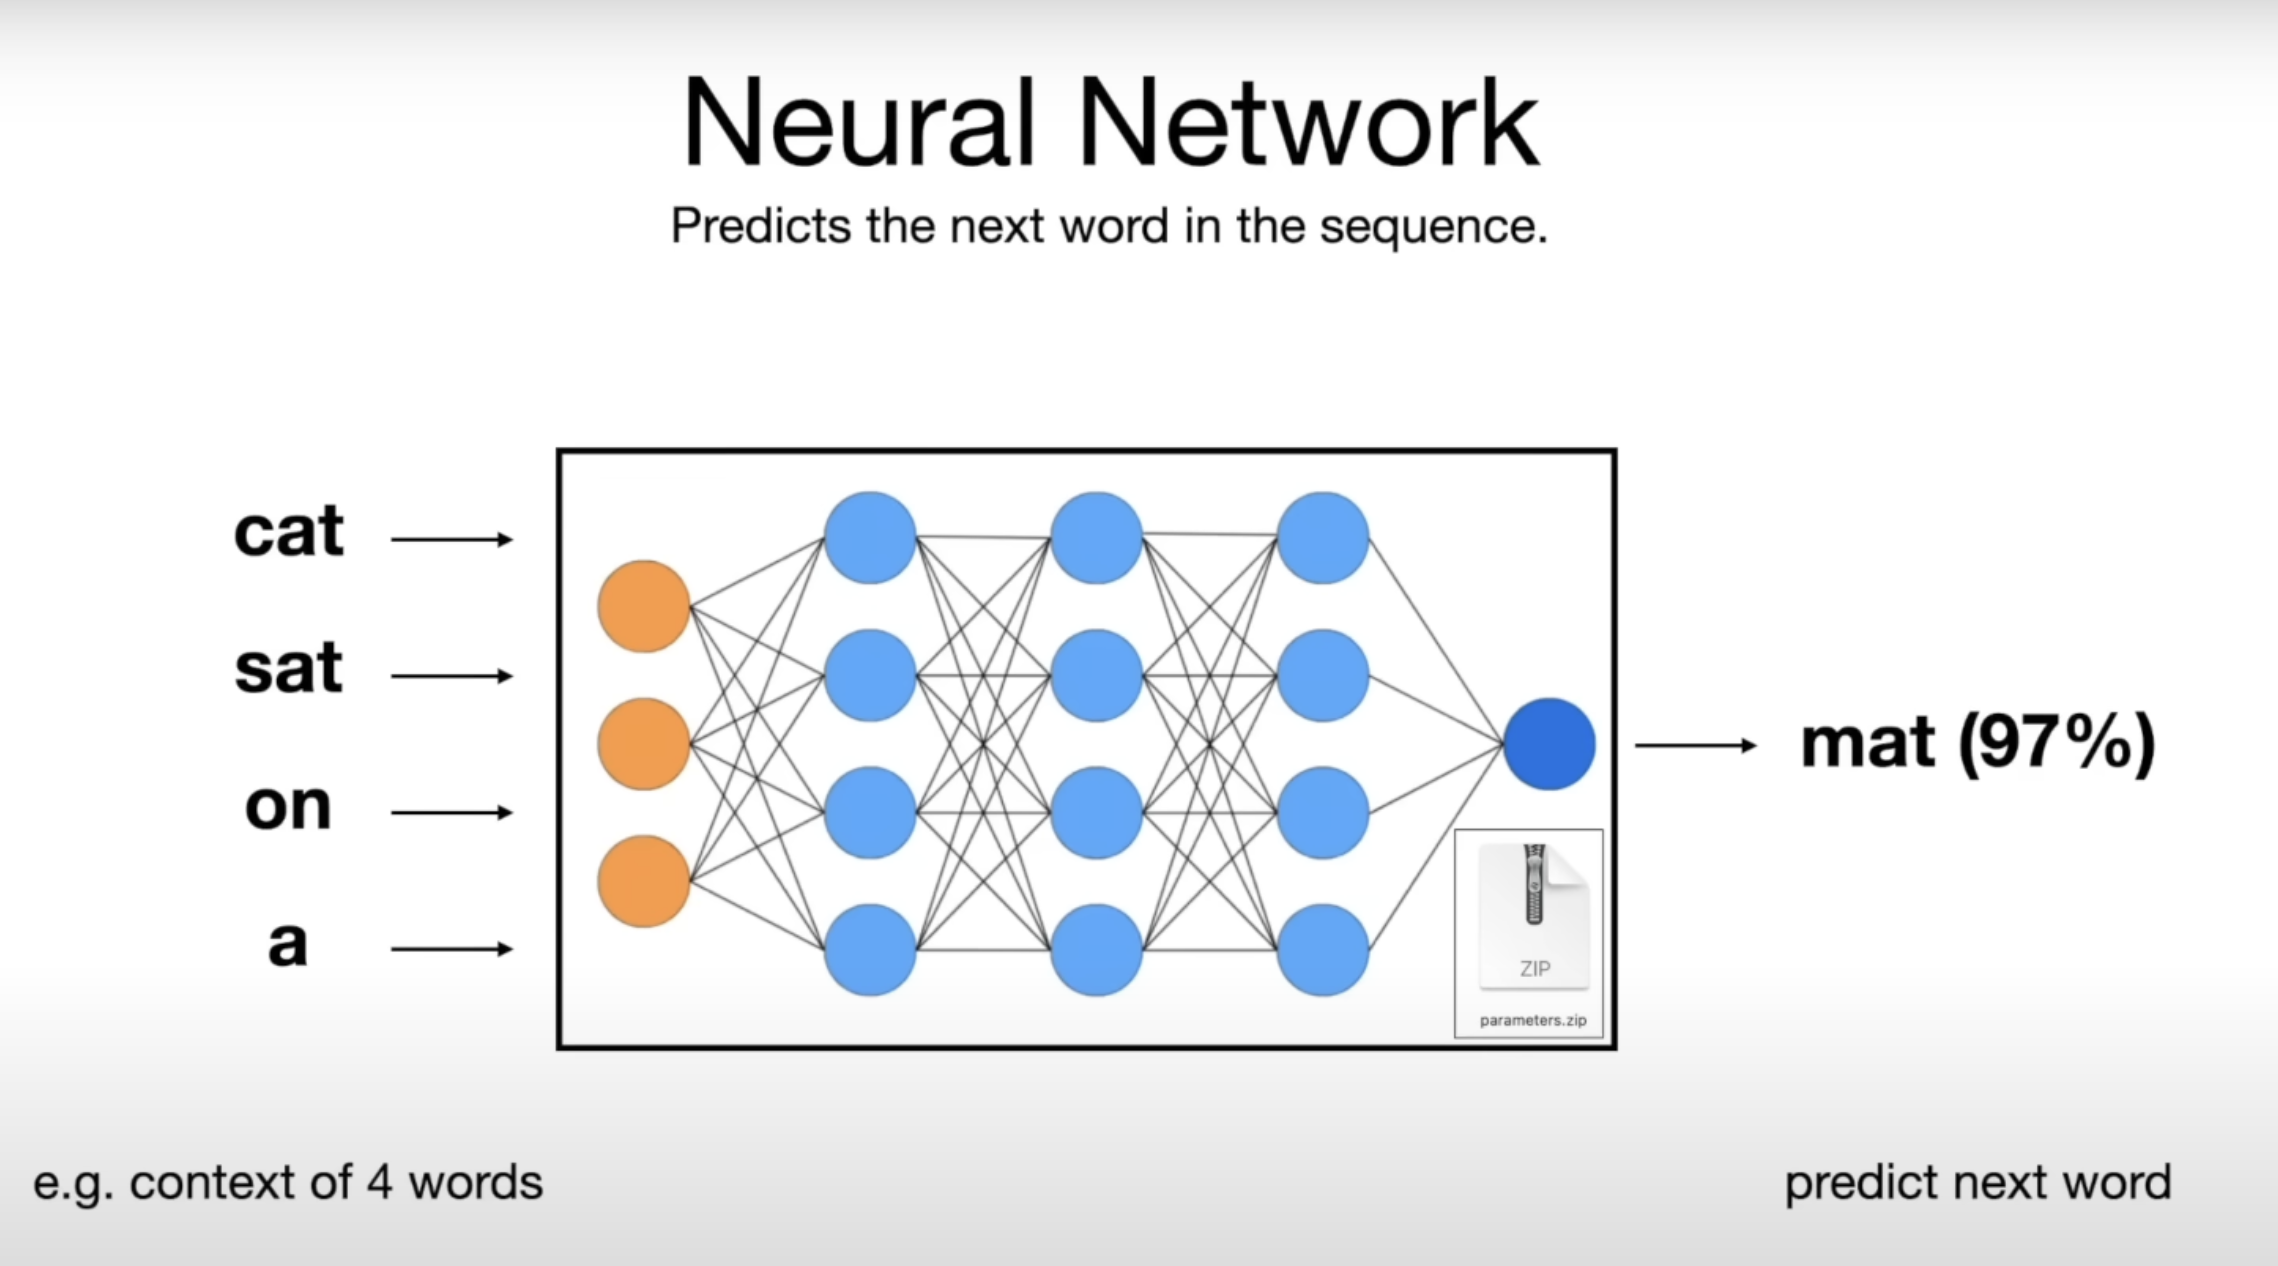 Neural Network
Predicts the next word in the sequence.
cat
sat
on
a
mat (97%)
ZIP
parameters.zip
e.g. context of 4 words
predict next word